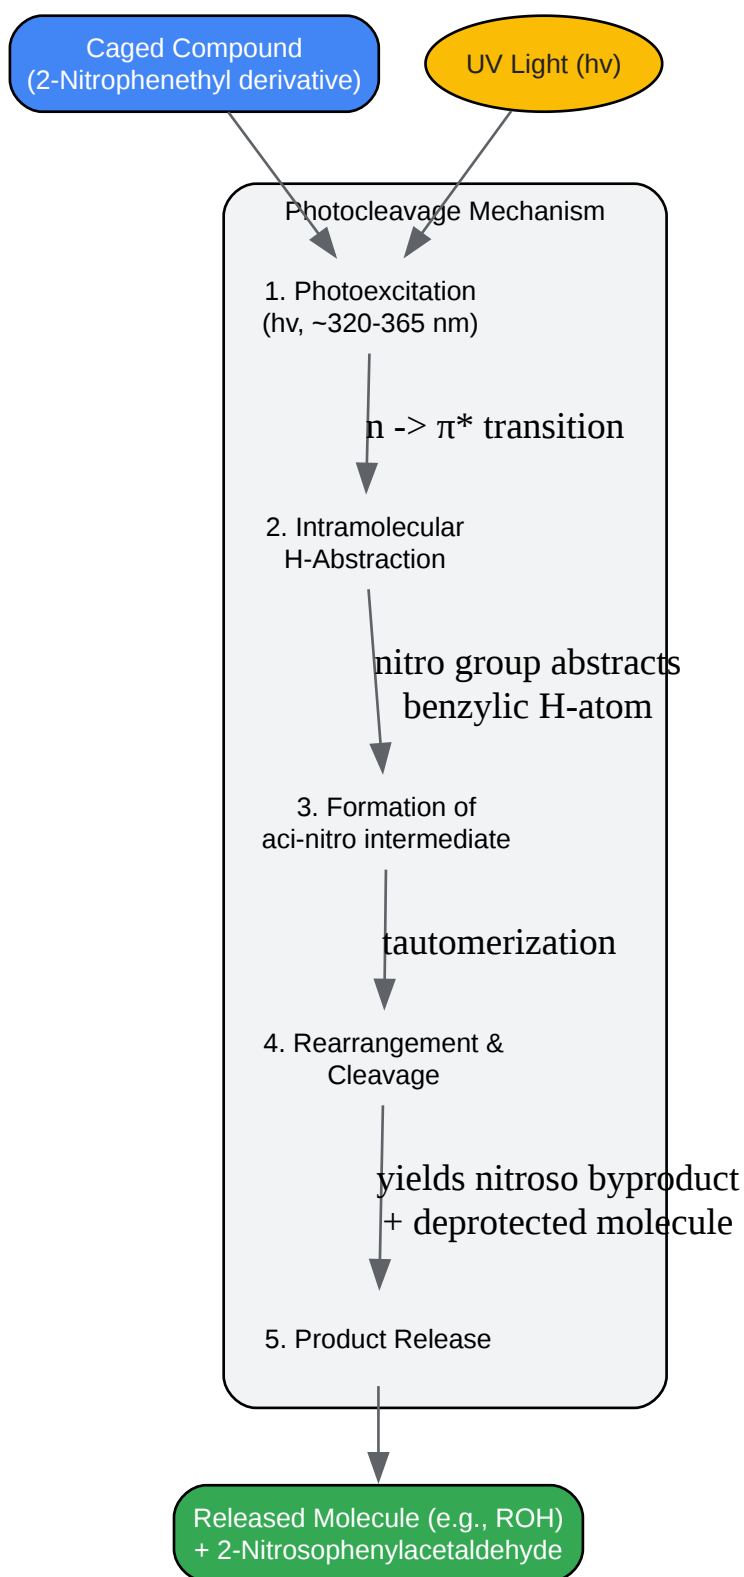 Caged Compound
(2-Nitrophenethyl derivative)
UV Light (hv)
Photocleavage Mechanism
1. Photoexcitation
(hv, ~320-365 nm)
n -> π* transition
2. Intramolecular
H-Abstraction
nitro group abstracts
benzylic H-atom
3. Formation of
aci-nitro intermediate
tautomerization
4. Rearrangement &
Cleavage
yields nitroso byproduct
+ deprotected molecule
5. Product Release
Released Molecule (e.g., ROH)
+ 2-Nitrosophenylacetaldehyde